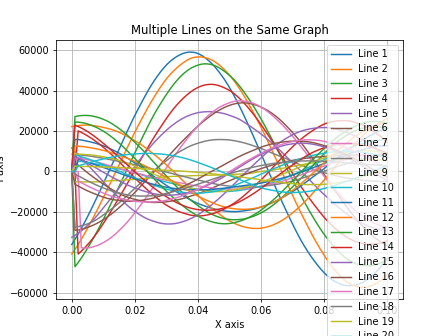 Multiple Lines on the Same Graph
60000
40000
20000
0
−20000
−40000
−60000
0.00
0.02
0.04
0.06
X axis
Line 1
Line 2
Line 3
Line 4
Line 6
Line 7
Line 8
Line 9
Line 10
Line 11
Line 12
Line 13
Line 14
Line 15
Line 16
Line 17
Line 18
Line 19